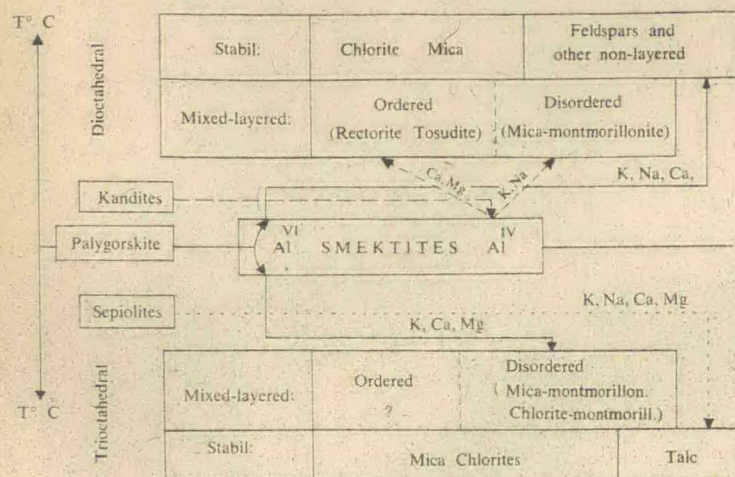 T° C
Dioctahedral
Stabil:
Chlorite Mica
Feldspars and
other non-layered
Mixed-layered:
Ordered
(Rectorite Tosudite)
Disordered
(Mica-montmorillonite)
Ca, Mg
K, Na
K, Na, Ca,
Kandites
Palygorskite
VI
Al
SMEKTITES
IV
Al
Sepiolites
K, Na, Ca, Mg
K, Ca, Mg
T° C
Trioctahedral
Mixed-layered:
Ordered
?
Disordered
( Mica-montmorillon.
Chlorite-montmorill.)
Stabil:
Mica Chlorites
Talc